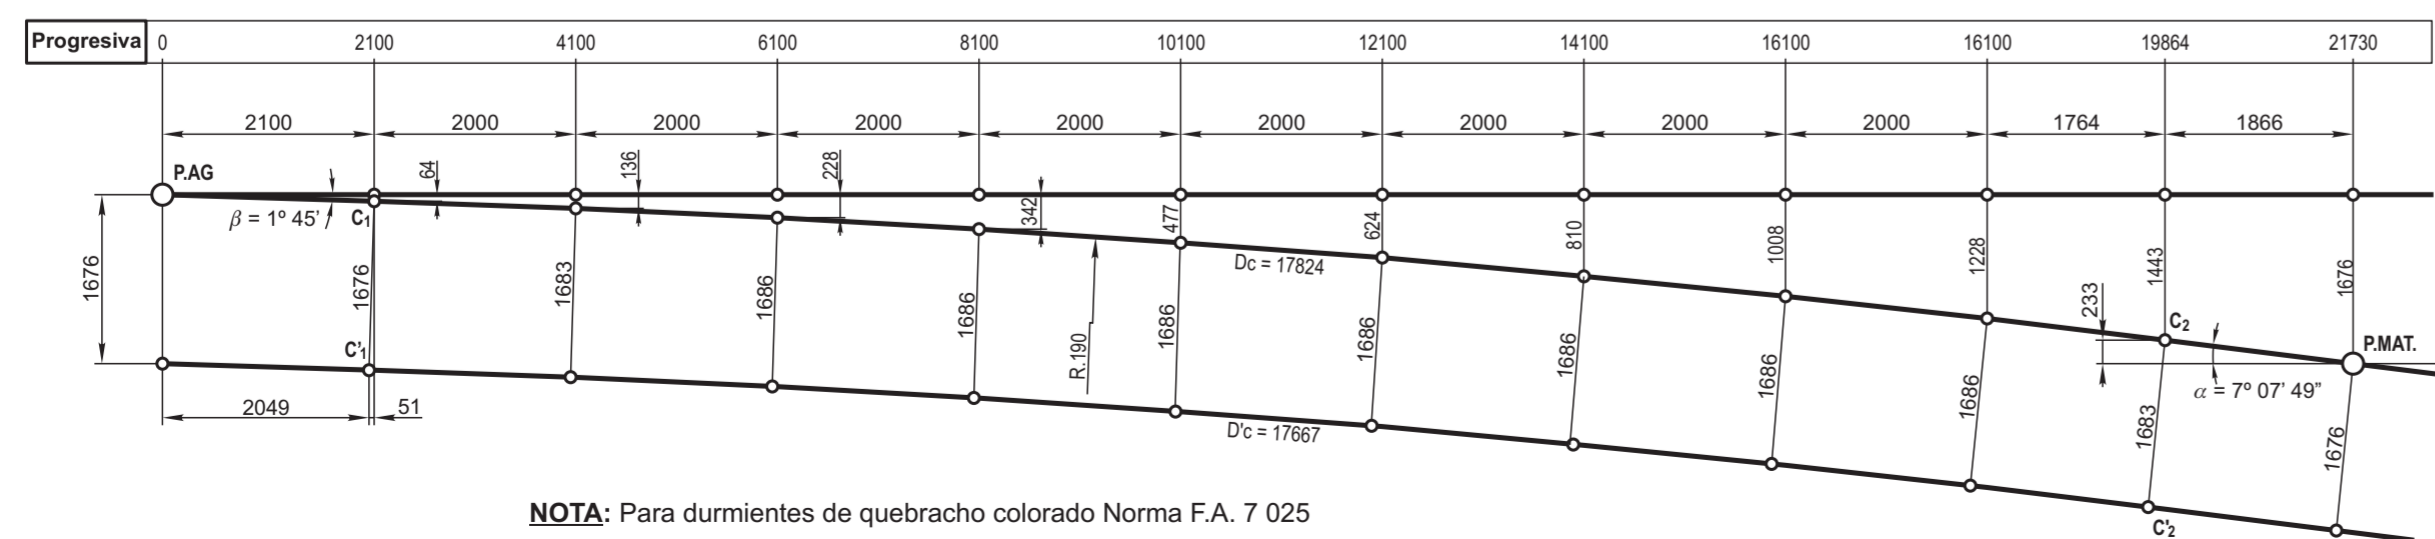 Progresiva 0 2100 4100 6100 8100 10100 12100 14100 16100 16100 19864 21730
2100 2000 2000 2000 2000 2000 2000 2000 2000 1764 1866
P.AG
64 136 228 342 477 624 810 1008 1228 1443 1676
β = 1º 45’
C1
Dc = 17824
233
C2
P.MAT.
α = 7º 07’ 49”
1676
1676 1683 1686 1686 1686 1686 1686 1686 1686 1683 1676
R.190
C’1
2049 51
D'c = 17667
C’2
NOTA: Para durmientes de quebracho colorado Norma F.A. 7 025